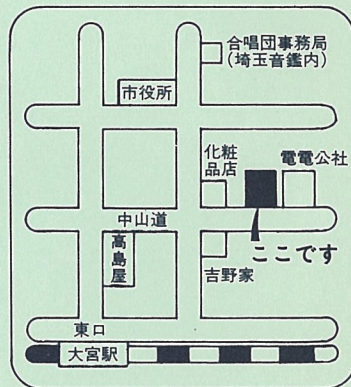 合唱団事務局
(埼玉音鑑内)
市役所
化粧
品店
電電公社
中山道
高島屋
ここです
吉野家
東口
大宮駅